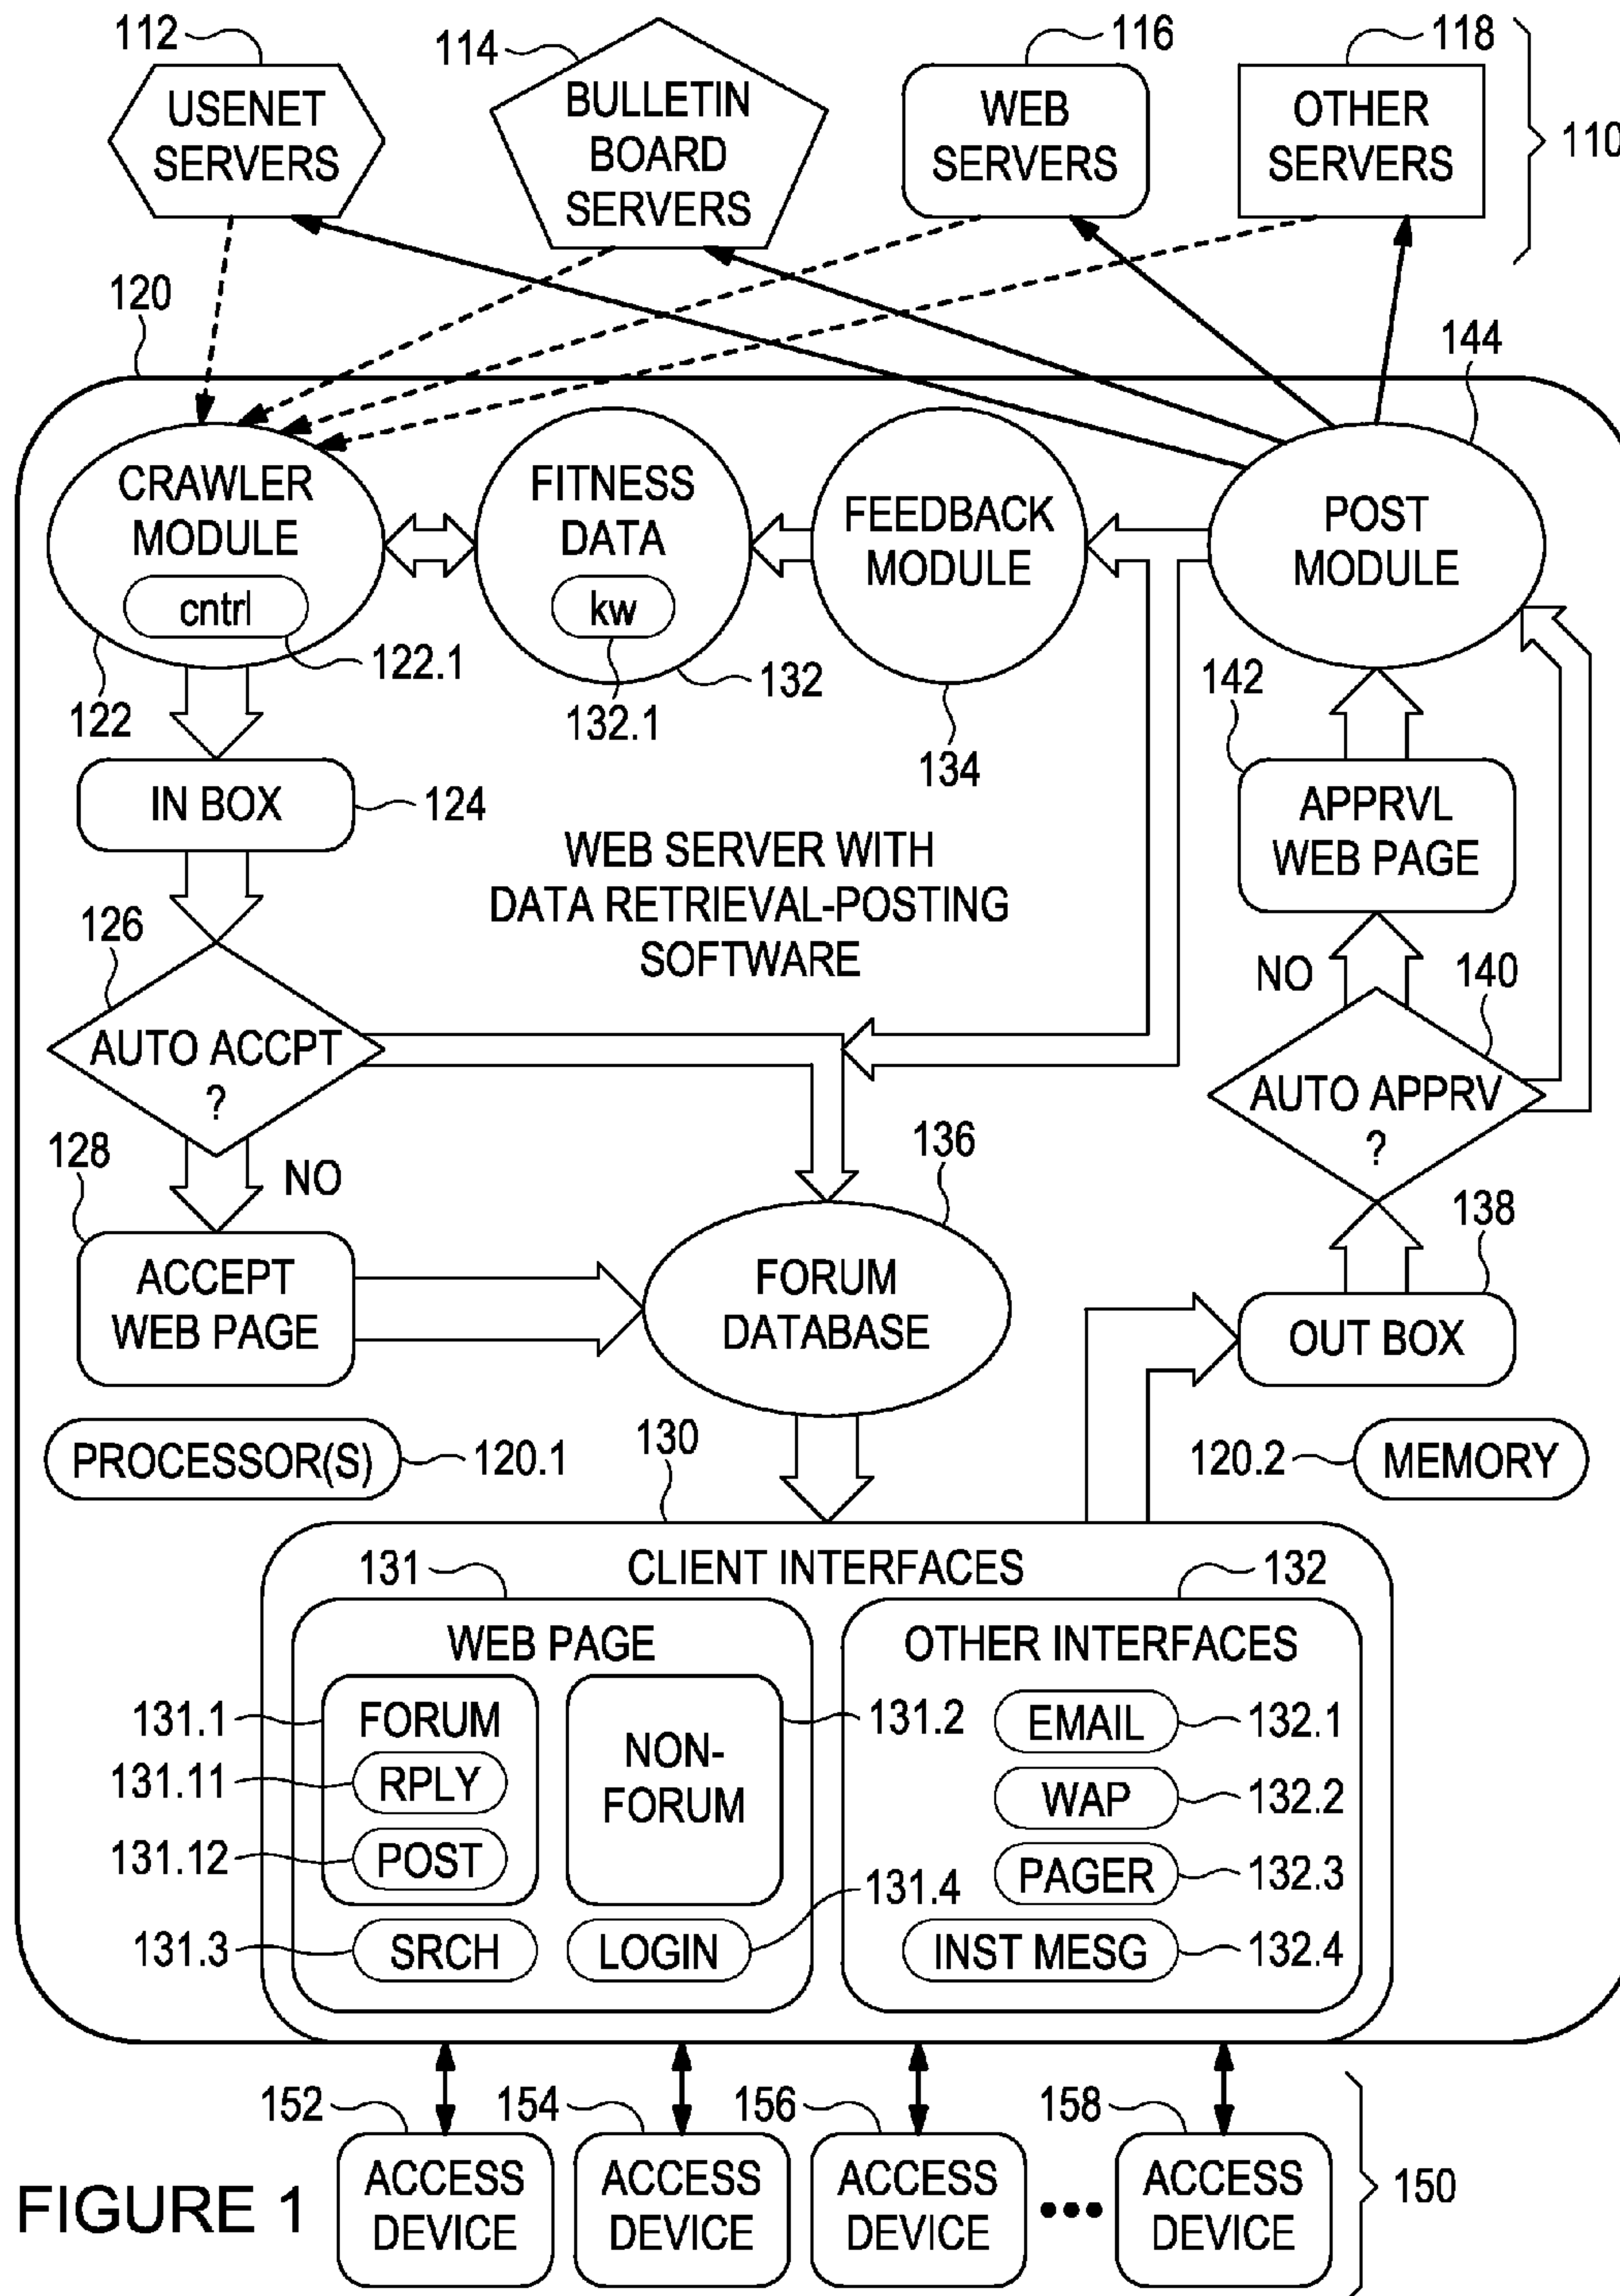 112
114
116
118
USENET
SERVERS
BULLETIN
BOARD
SERVERS
WEB
SERVERS
OTHER
SERVERS
110
120
144
CRAWLER
MODULE
cntrl
FITNESS
DATA
kw
FEEDBACK
MODULE
POST
MODULE
122.1
122
132
132.1
134
142
IN BOX
124
APPRVL
WEB PAGE
WEB SERVER WITH
DATA RETRIEVAL-POSTING
SOFTWARE
126
NO
140
AUTO ACCPT
?
AUTO APPRV
?
128
NO
136
138
ACCEPT
WEB PAGE
FORUM
DATABASE
OUT BOX
PROCESSOR(S)
120.1
130
120.2
MEMORY
CLIENT INTERFACES
131
132
WEB PAGE
OTHER INTERFACES
131.1
FORUM
131.2
NON-
FORUM
EMAIL
132.1
131.11
RPLY
WAP
132.2
131.12
POST
131.4
PAGER
132.3
131.3
SRCH
LOGIN
INST MESG
132.4
152
154
156
158
ACCESS
DEVICE
ACCESS
DEVICE
ACCESS
DEVICE
•••
ACCESS
DEVICE
150
FIGURE 1